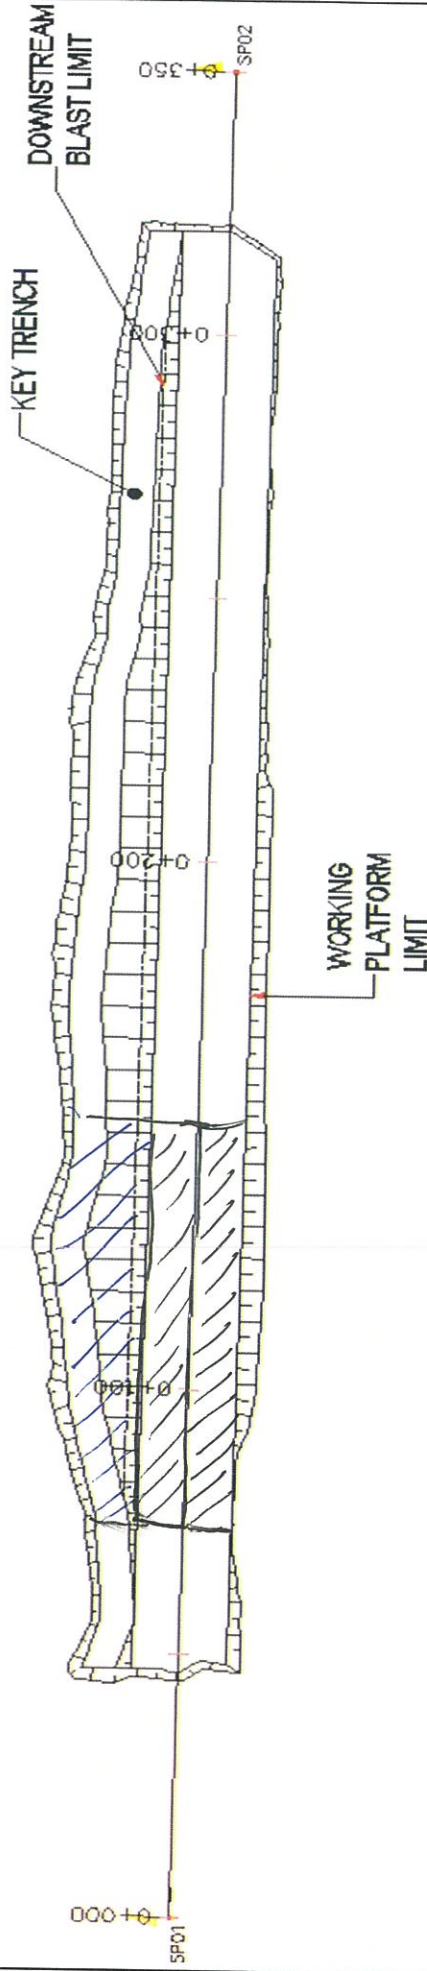 DOWNSTREAM
BLAST LIMIT
0+350
SP02
KEY TRENCH
0+300
0+200
WORKING
PLATFORM
LIMIT
0+100
0+000
SP01